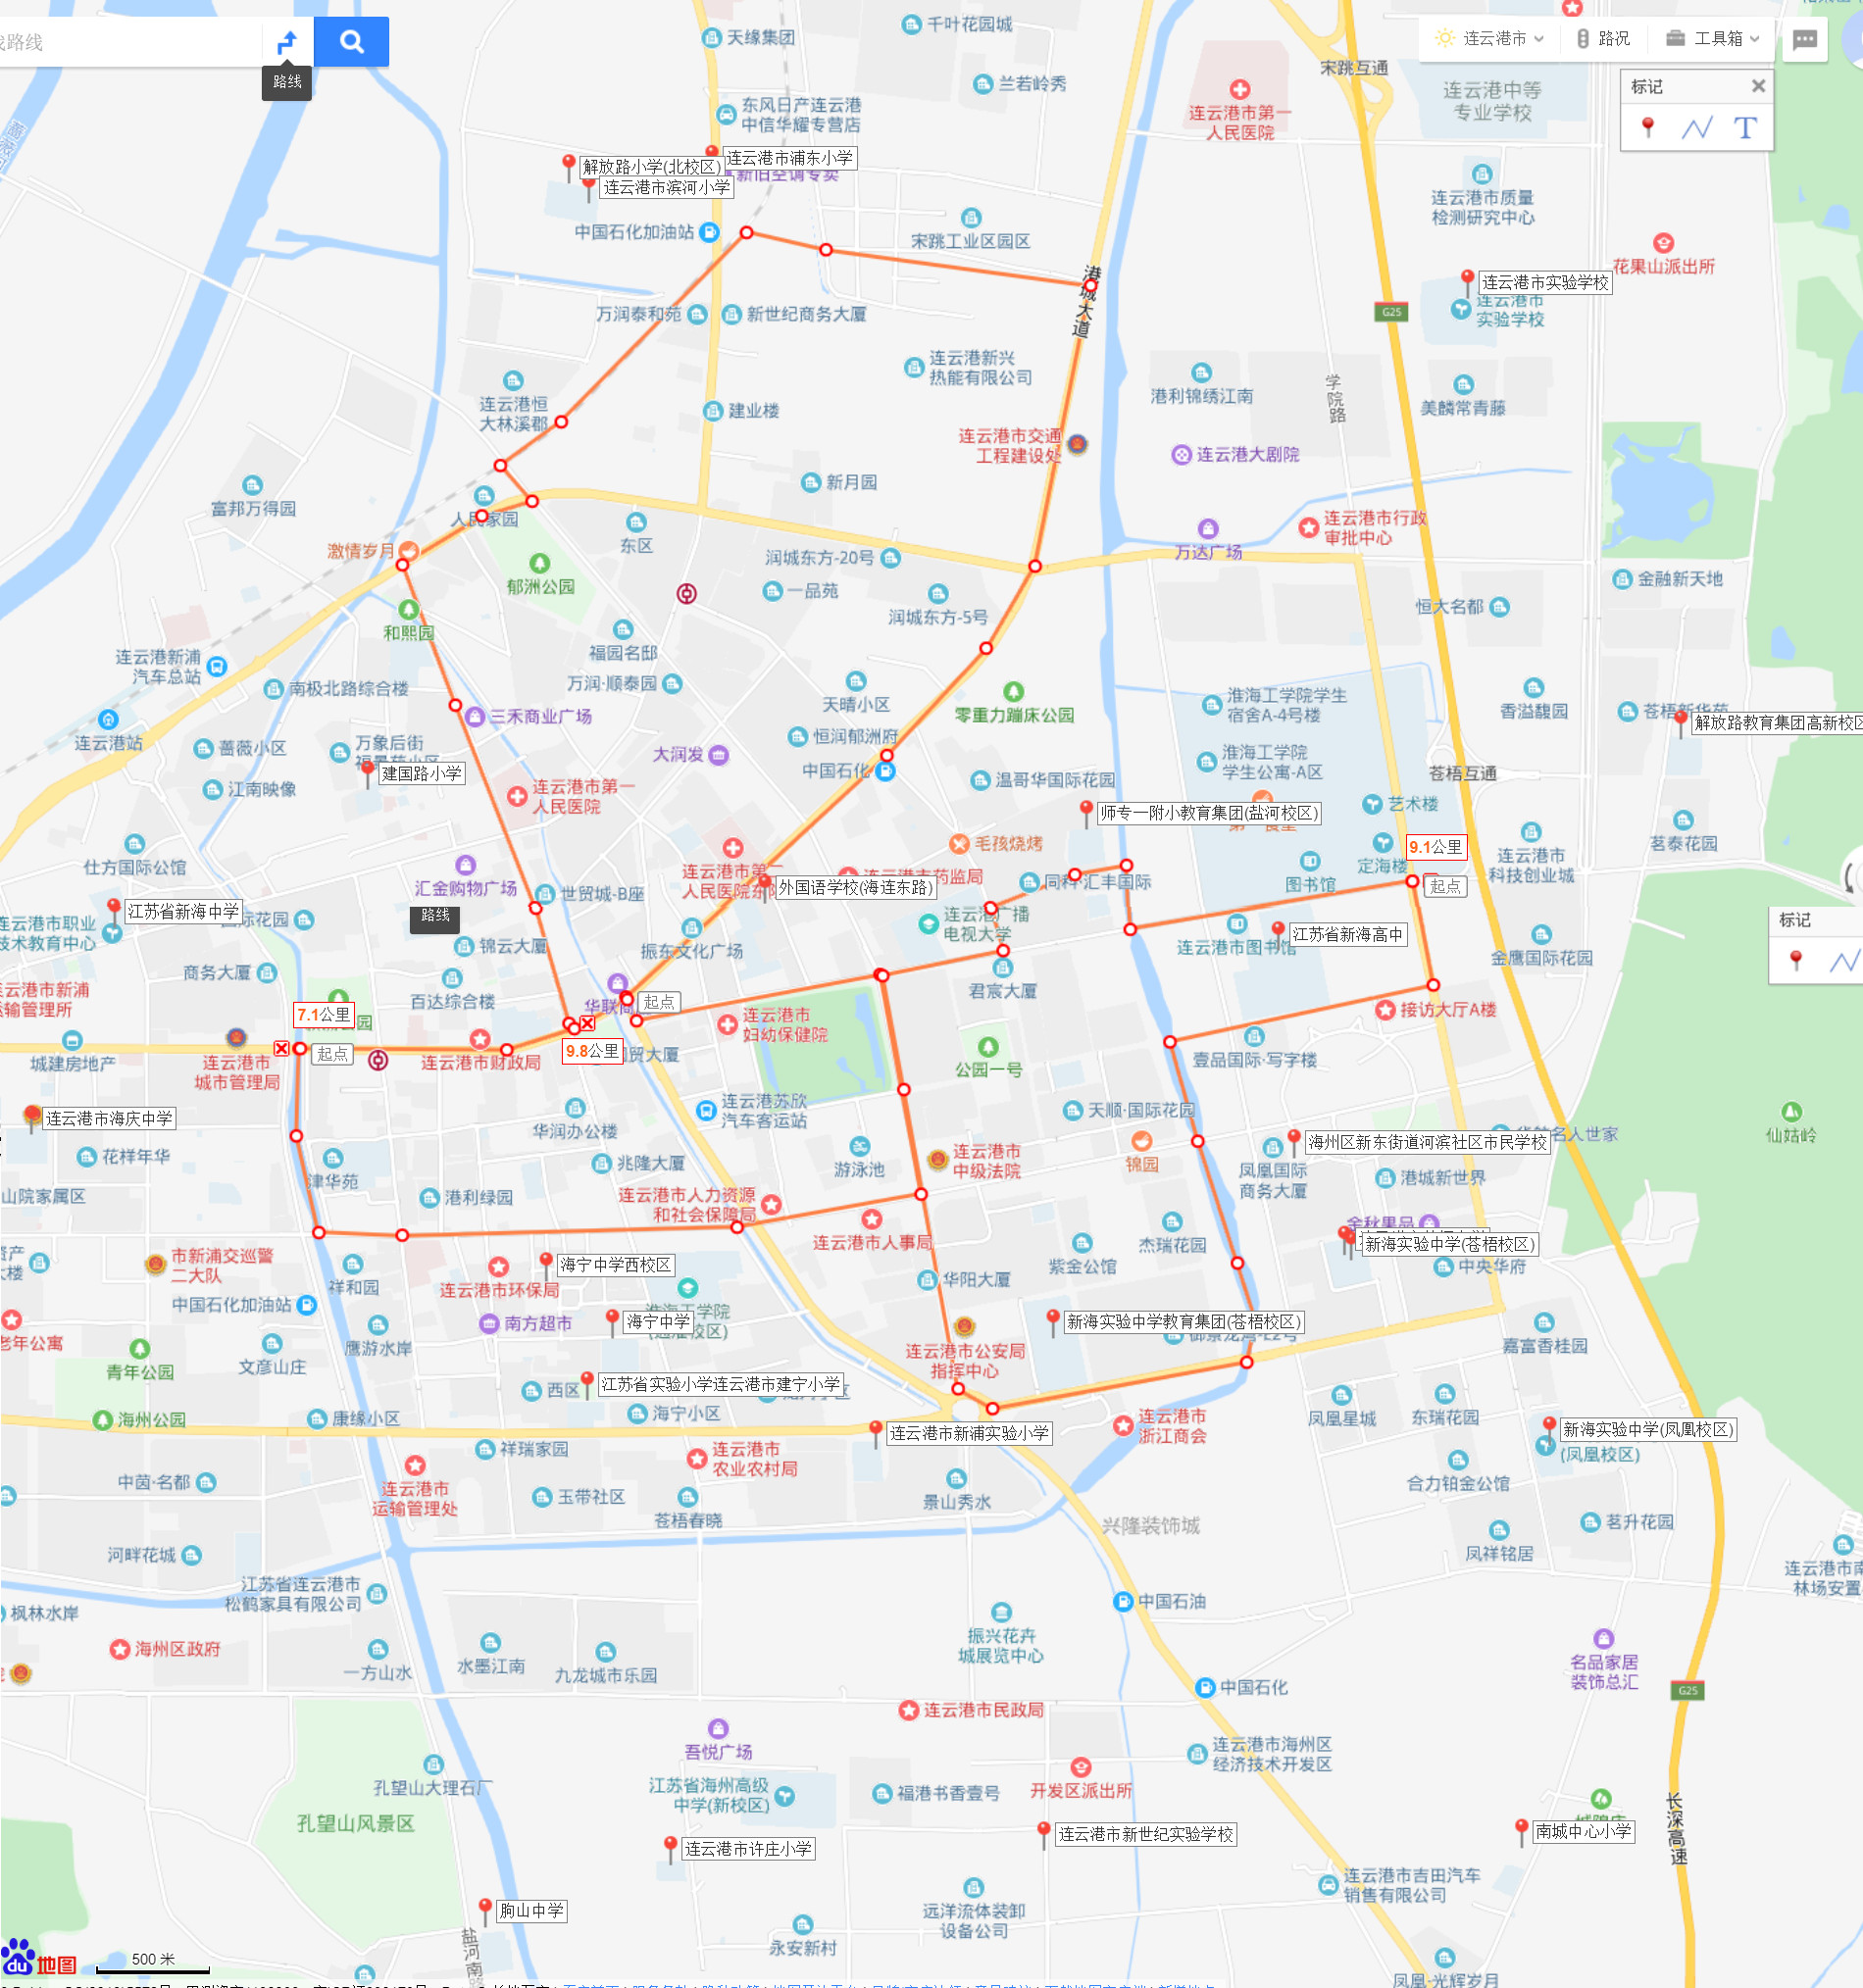 找路线
路线
千叶花园城
天缘集团
兰若岭秀
东风日产连云港
中信华耀专营店
连云港市第一
人民医院
宋跳互通
连云港市
路况
工具箱
连云港中等
专业学校
标记
T
解放路小学(北校区)
连云港市浦东小学
新旧空调专卖
连云港市滨河小学
中国石化加油站
宋跳工业区园区
连云港市质量
检测研究中心
花果山派出所
连云港市实验学校
连云港市
实验学校
万润泰和苑
新世纪商务大厦
港城大道
G25
连云港新兴
热能有限公司
港利锦绣江南
学院路
美麟常青藤
连云港恒
大林溪郡
建业楼
连云港市交通
工程建设处
连云港大剧院
富邦万得园
新月园
人民家园
东区
连云港市行政
审批中心
万达广场
激情岁月
郁洲公园
润城东方-20号
一品苑
润城东方-5号
金融新天地
恒大名都
和熙园
福园名邸
连云港新浦
汽车总站
南极北路综合楼
万润·顺泰园
天晴小区
零重力蹦床公园
淮海工学院学生
宿舍A-4号楼
香溢馥园
苍梧新华苑
解放路教育集团高新校区
三禾商业广场
连云港站
蔷薇小区
万象后街
建国路小学
江南映像
大润发
恒润郁洲府
中国石化
温哥华国际花园
淮海工学院
学生公寓-A区
苍梧互通
艺术楼
连云港市第一
人民医院
师专一附小教育集团(盐河校区)
仕方国际公馆
汇金购物广场
世贸城-B座
毛孩烧烤
外国语学校(海连东路)
同科·汇丰国际
图书馆
定海楼
9.1公里
起点
连云港市
科技创业城
茗泰花园
江苏省新海中学
连云港市职业
技术教育中心
路线
锦云大厦
振东文化广场
连云港广播
电视大学
连云港市图书馆
江苏省新海高中
金鹰国际花园
标记
商务大厦
百达综合楼
君宸大厦
接访大厅A楼
连云港市新浦
运输管理所
7.1公里
起点
起点
9.8公里
连云港市
妇幼保健院
城建房地产
连云港市
城市管理局
连云港市财政局
公园一号
壹品国际·写字楼
连云港市海庆中学
花样年华
华润办公楼
连云港苏欣
汽车客运站
天顺·国际花园
海州区新东街道河滨社区市民学校
仙姑岭
津华苑
兆隆大厦
游泳池
连云港市
中级法院
锦园
凤凰国际
商务大厦
港城新世界
山院家属区
港利绿园
连云港市人力资源
和社会保障局
连云港市人事局
杰瑞花园
金秋果品
新海实验中学(苍梧校区)
市新浦交巡警
二大队
祥和园
连云港市环保局
海宁中学西校区
紫金公馆
中央华府
中国石化加油站
南方超市
海宁中学
华阳大厦
新海实验中学教育集团(苍梧校区)
老年公寓
青年公园
鹰游水岸
文彦山庄
连云港市公安局
指挥中心
嘉富香桂园
西区
江苏省实验小学连云港市建宁小学
海州公园
康缘小区
海宁小区
连云港市新浦实验小学
连云港市
浙江商会
凤凰星城
东瑞花园
新海实验中学(凤凰校区)
(凤凰校区)
祥瑞家园
连云港市
农业农村局
中茵·名都
连云港市
运输管理处
玉带社区
苍梧春晓
景山秀水
合力铂金公馆
兴隆装饰城
茗升花园
凤祥铭居
河畔花城
江苏省连云港市
松鹤家具有限公司
枫林水岸
中国石油
连云港市南
林场安置
海州区政府
一方山水
水墨江南
九龙城市乐园
振兴花卉
城展览中心
名品家居
装饰总汇
中国石化
G25
连云港市民政局
吾悦广场
连云港市海州区
经济技术开发区
孔望山大理石厂
孔望山风景区
江苏省海州高级
中学(新校区)
福港书香壹号
开发区派出所
长深高速
连云港市许庄小学
连云港市新世纪实验学校
南城中心小学
朐山中学
远洋流体装卸
设备公司
连云港市吉田汽车
销售有限公司
永安新村
盐河南路
凤凰·光辉岁月
du地图
500 米